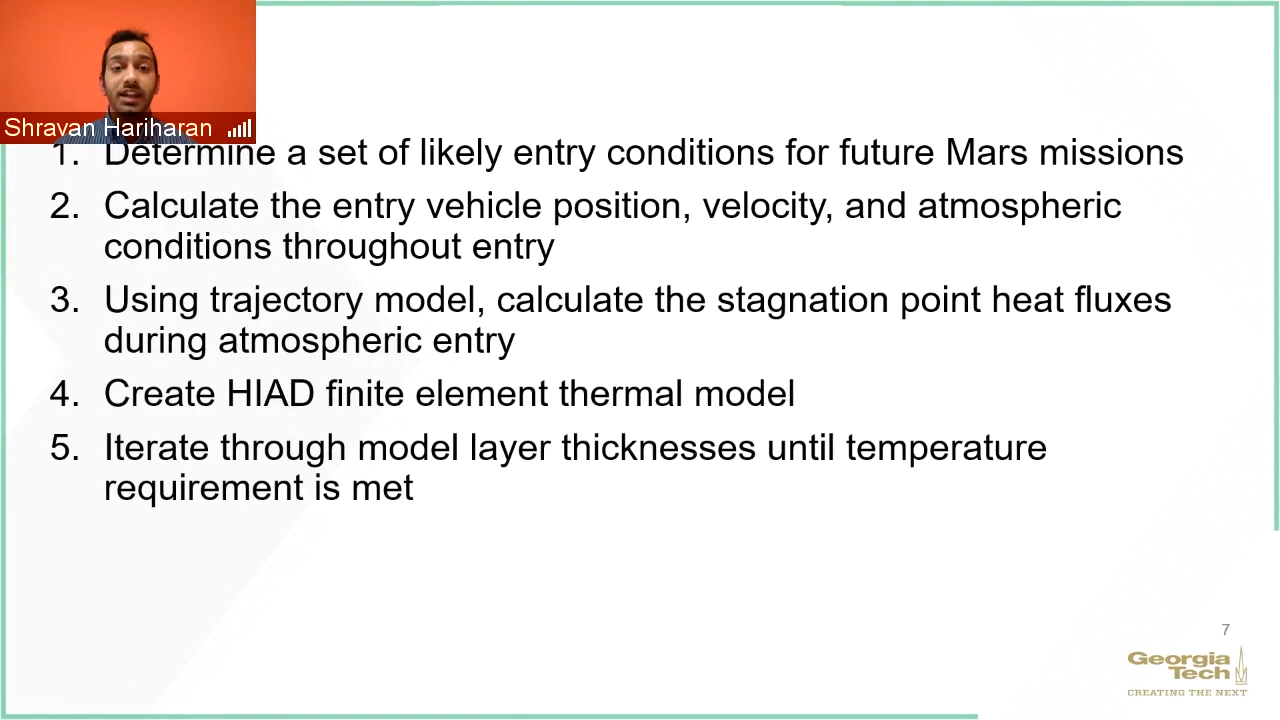 Shravan Hariharan
1. Determine a set of likely entry conditions for future Mars missions
2. Calculate the entry vehicle position, velocity, and atmospheric
conditions throughout entry
3. Using trajectory model, calculate the stagnation point heat fluxes
during atmospheric entry
4. Create HIAD finite element thermal model
5. Iterate through model layer thicknesses until temperature
requirement is met
7
Georgia
Tech
CREATING THE NEXT